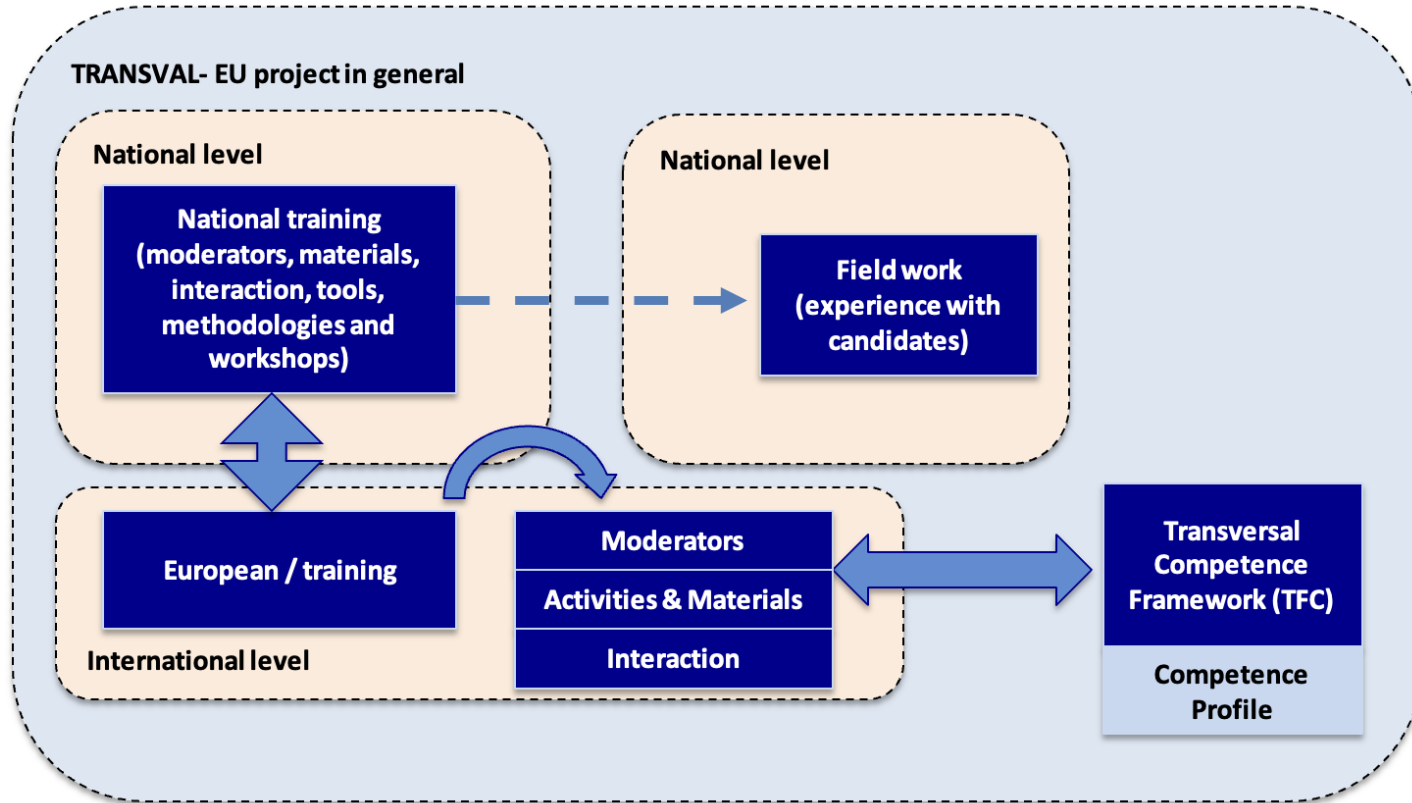 TRANSVAL- EU project in general
National level
National training
(moderators, materials,
interaction, tools,
methodologies and
workshops)
National level
Field work
(experience with
candidates)
European / training
International level
Moderators
Activities & Materials
Interaction
Transversal
Competence
Framework (TFC)
Competence
Profile